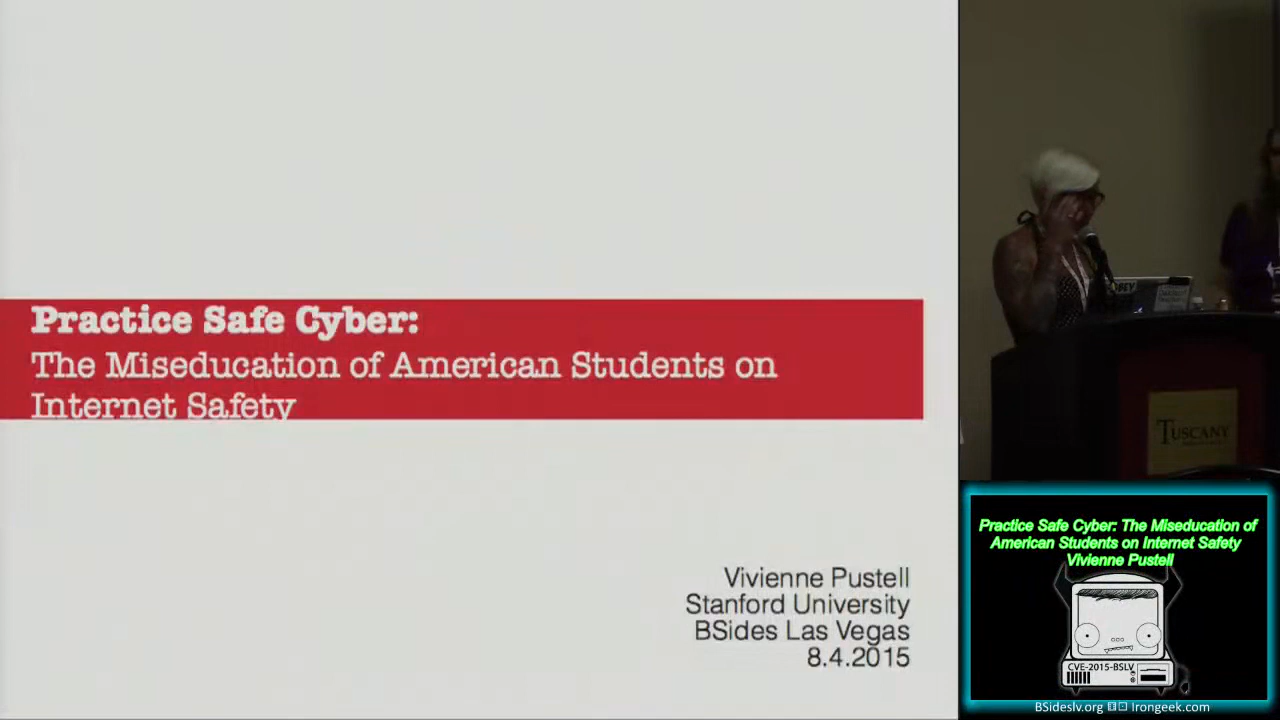 Practice Safe Cyber:
The Miseducation of American Students on
Internet Safety
Vivienne Pustell
Stanford University
BSides Las Vegas
8.4.2015
TUSCANY
Practice Safe Cyber: The Miseducation of
American Students on Internet Safety
Vivienne Pustell
CVE-2015-BSLV
BSideslv.org
Irongeek.com